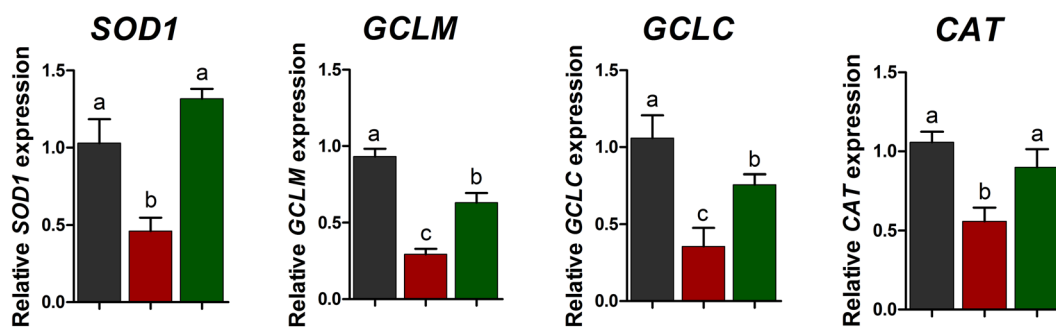 SOD1
Relative SOD1 expression
1.5
1.0
0.5
0.0
a
b
a
GCLM
Relative GCLM expression
1.5
1.0
0.5
0.0
a
c
b
GCLC
Relative GCLC expression
1.5
1.0
0.5
0.0
a
c
b
CAT
Relative CAT expression
1.5
1.0
0.5
0.0
a
b
a